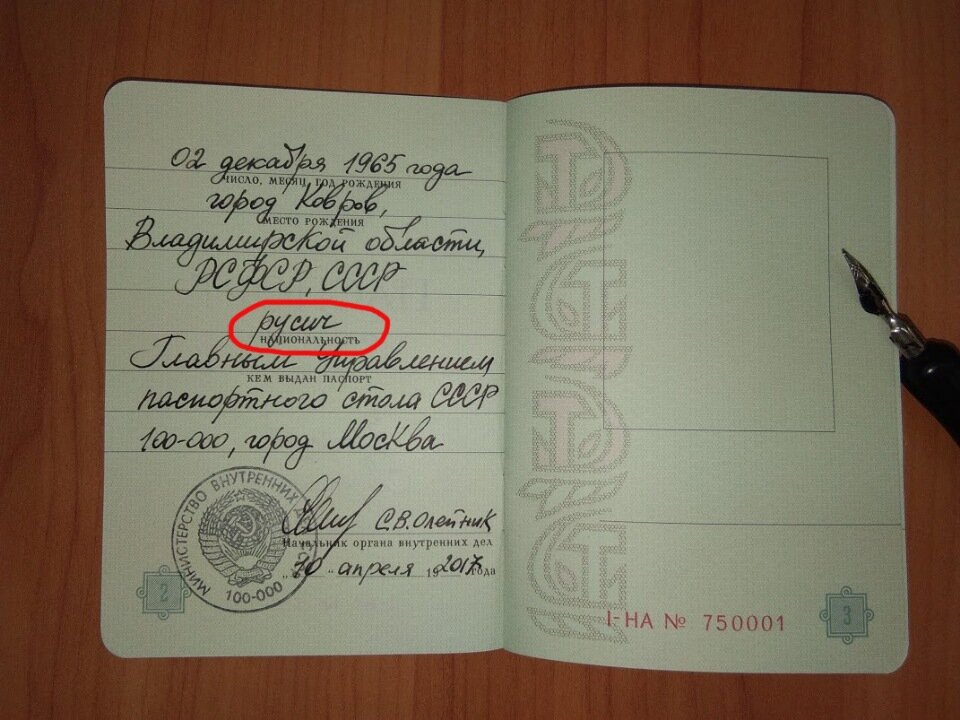 02 декабря 1965 года
ЧИСЛО, МЕСЯЦ, ГОД РОЖДЕНИЯ
город Ковров,
МЕСТО РОЖДЕНИЯ
Владимирской области,
РСФСР, СССР
русич
НАЦИОНАЛЬНОСТЬ
Главным Управлением
КЕМ ВЫДАН ПАСПОРТ
паспортного стола СССР
100-000, город Москва
МИНИСТЕРСТВО ВНУТРЕННИХ
100-000
С.В. Олейник
Начальник органа внутренних дел
„10“ апреля 19 2017 года
2
I-НА № 750001
3